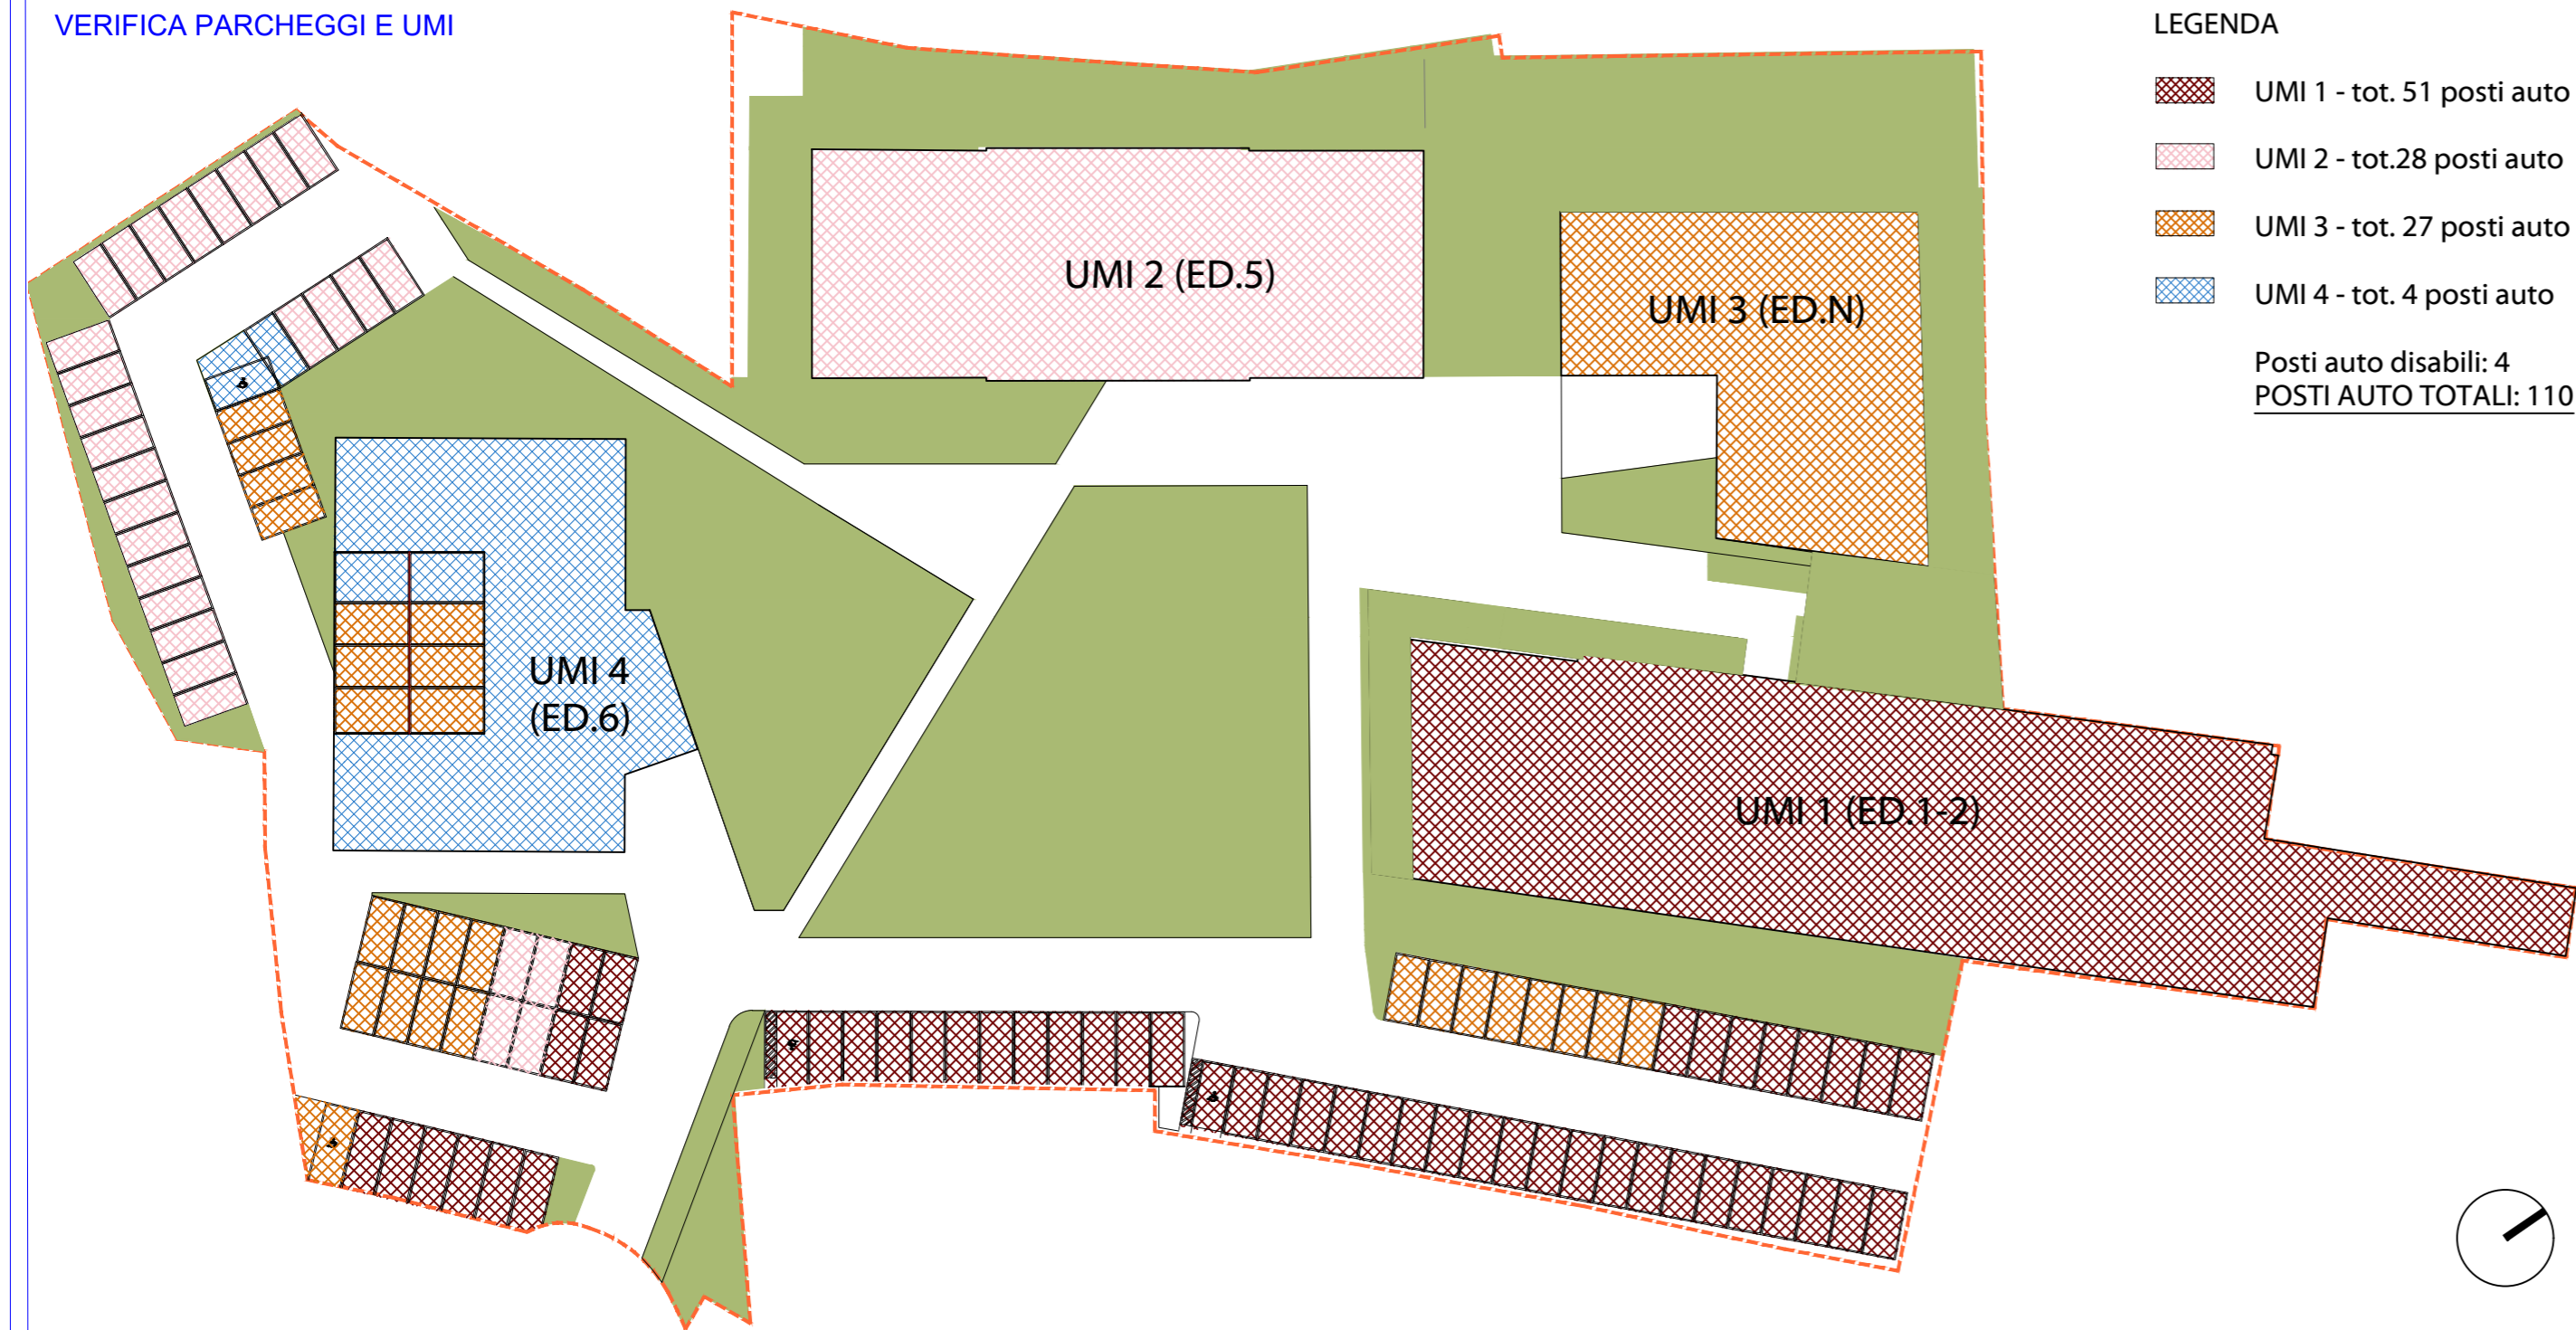 VERIFICA PARCHEGGI E UMI
LEGENDA
UMI 1 - tot. 51 posti auto
UMI 2 - tot.28 posti auto
UMI 3 - tot. 27 posti auto
UMI 4 - tot. 4 posti auto
Posti auto disabili: 4
POSTI AUTO TOTALI: 110
UMI 2 (ED.5)
UMI 3 (ED.N)
UMI 4
(ED.6)
UMI 1 (ED.1-2)